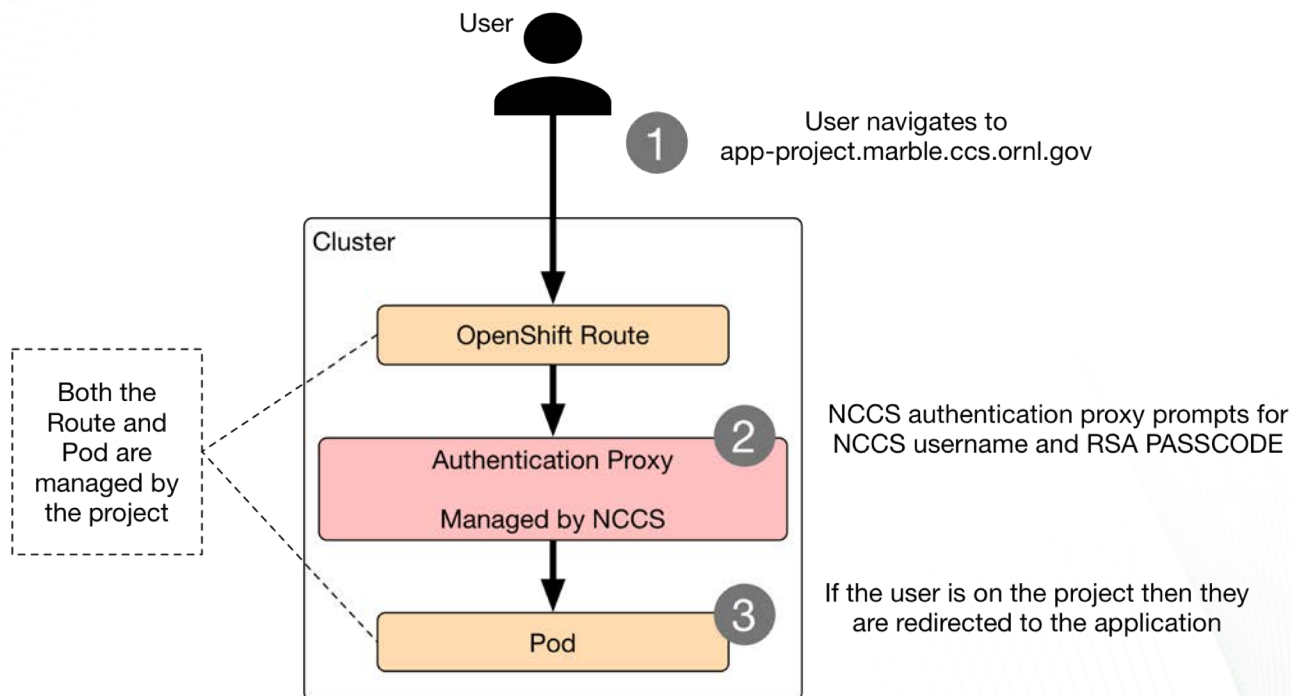 User
1
User navigates to
app-project.marble.ccs.ornl.gov
Cluster
OpenShift Route
Both the
Route and
Pod are
managed by
the project
2
Authentication Proxy
Managed by NCCS
NCCS authentication proxy prompts for
NCCS username and RSA PASSCODE
3
Pod
If the user is on the project then they
are redirected to the application